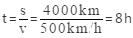 t = s/v = 4000km/500km/h = 8h